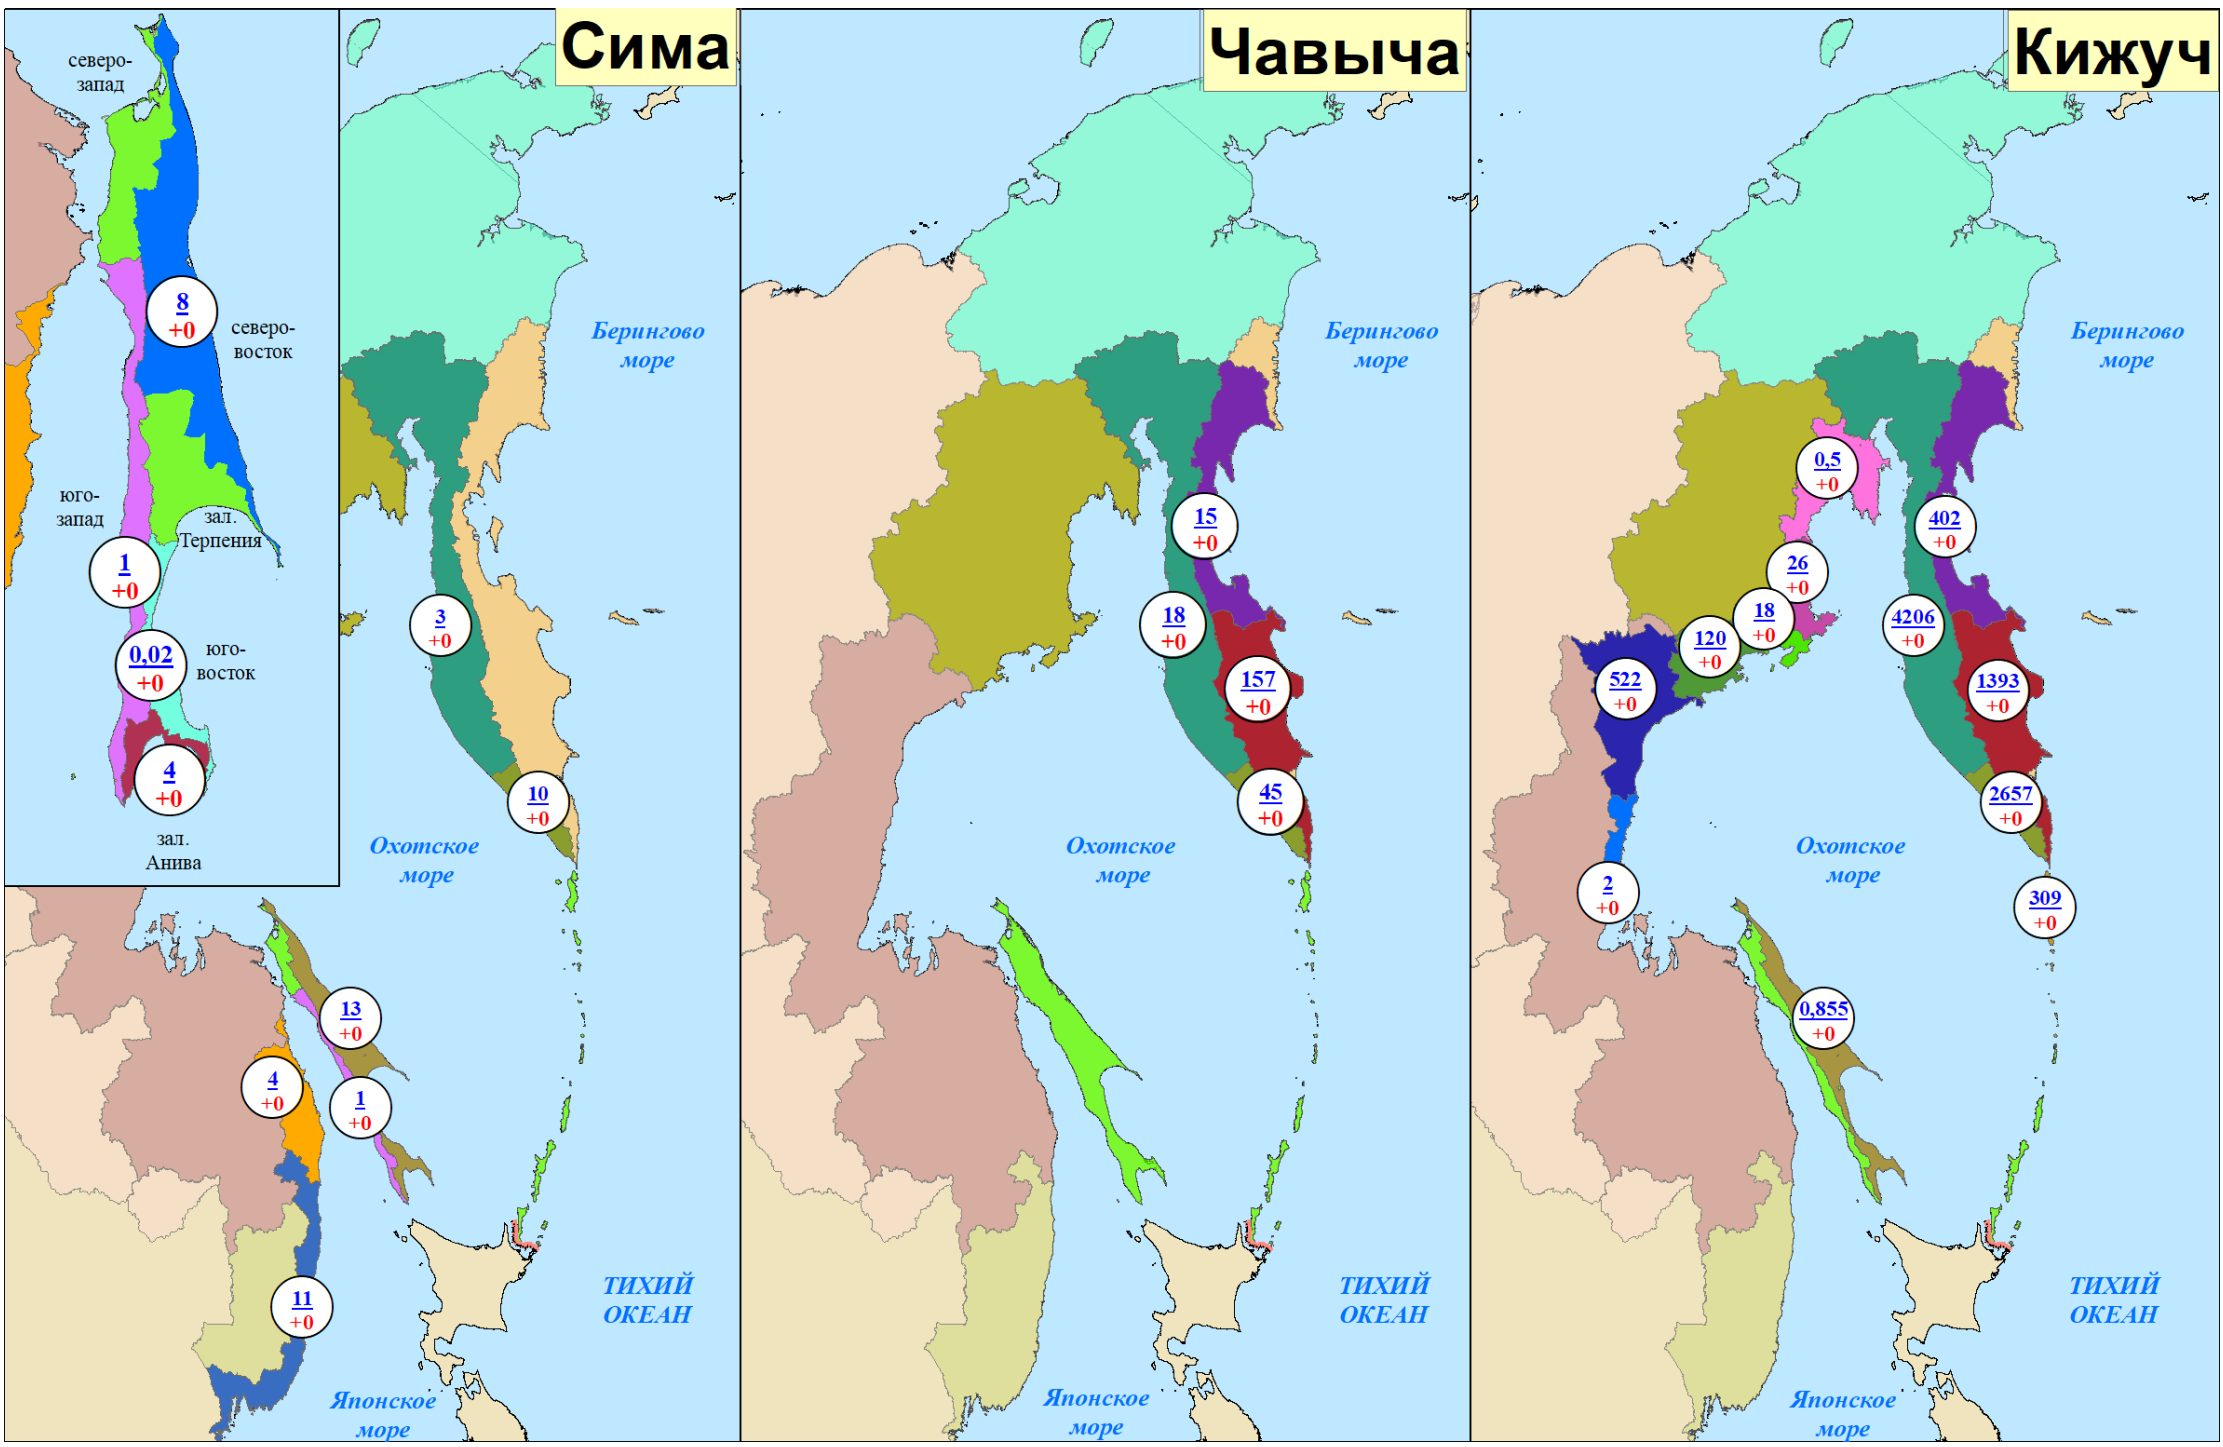 Сима
северо-
запад
8
+0
северо-
восток
юго-
запад
зал.
Терпения
1
+0
0,02
+0
юго-
восток
4
+0
зал.
Анива
Берингово
море
3
+0
10
+0
Охотское
море
13
+0
4
+0
1
+0
11
+0
ТИХИЙ
ОКЕАН
Японское
море
Чавыча
Берингово
море
15
+0
18
+0
157
+0
45
+0
Охотское
море
ТИХИЙ
ОКЕАН
Японское
море
Кижуч
Берингово
море
0,5
+0
402
+0
26
+0
18
+0
4206
+0
120
+0
522
+0
1393
+0
2657
+0
Охотское
море
2
+0
309
+0
0,855
+0
ТИХИЙ
ОКЕАН
Японское
море